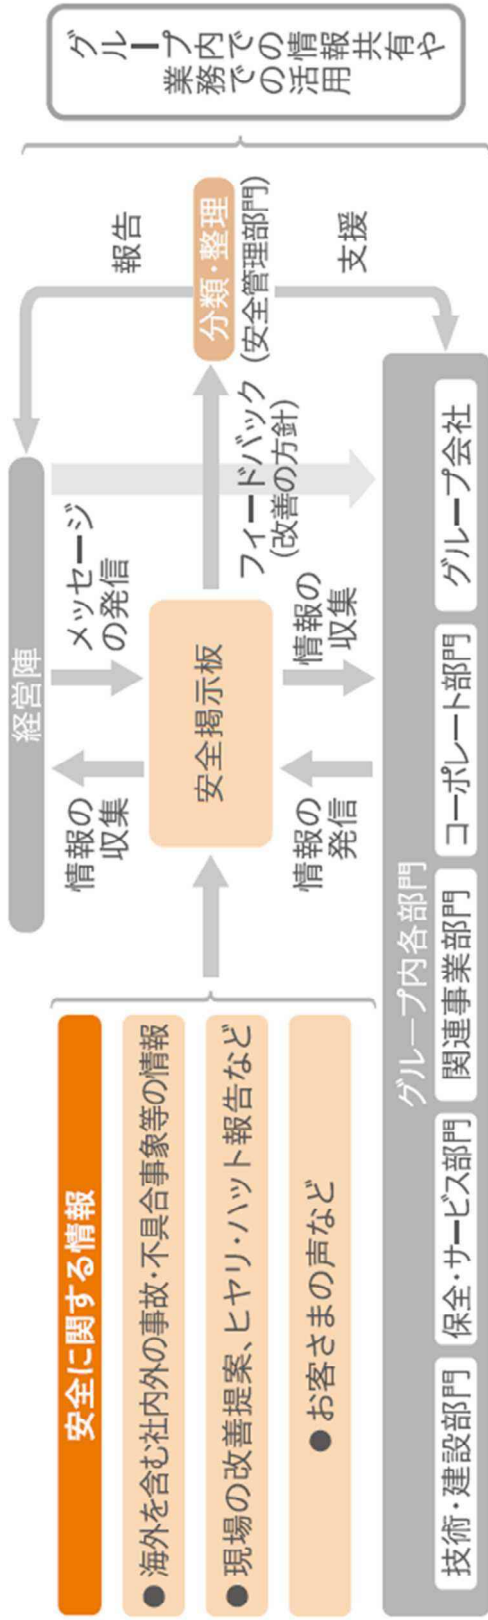 安全に関する情報
●海外を含む社内外の事故・不具合事象等の情報
●現場の改善提案、ヒヤリ・ハット報告など
●お客さまの声など
経営陣
情報の
収集
メッセージ
の発信
安全掲示板
情報の
発信
情報の
収集
フィードバック
(改善の方針)
報告
分類・整理
(安全管理部門)
支援
グループ内各部門
技術・建設部門
保全・サービス部門
関連事業部門
コーポレート部門
グループ会社
グループ内での情報共有や
業務での活用